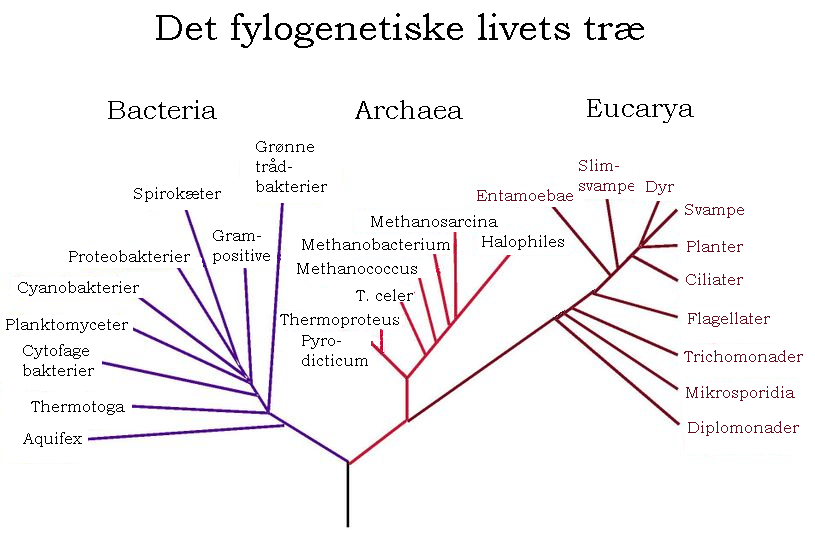 Det fylogenetiske livets træ
Bacteria
Archaea
Eucarya
Grønne
tråd-
bakterier
Spirokæter
Gram-
positive
Proteobakterier
Cyanobakterier
Planktomyceter
Cytofage
bakterier
Thermotoga
Aquifex
Methanosarcina
Methanobacterium
Halophiles
Methanococcus
T. celer
Thermoproteus
Pyro-
dicticum
Entamoebae
Slim-
svampe
Dyr
Svampe
Planter
Ciliater
Flagellater
Trichomonader
Mikrosporidia
Diplomonader